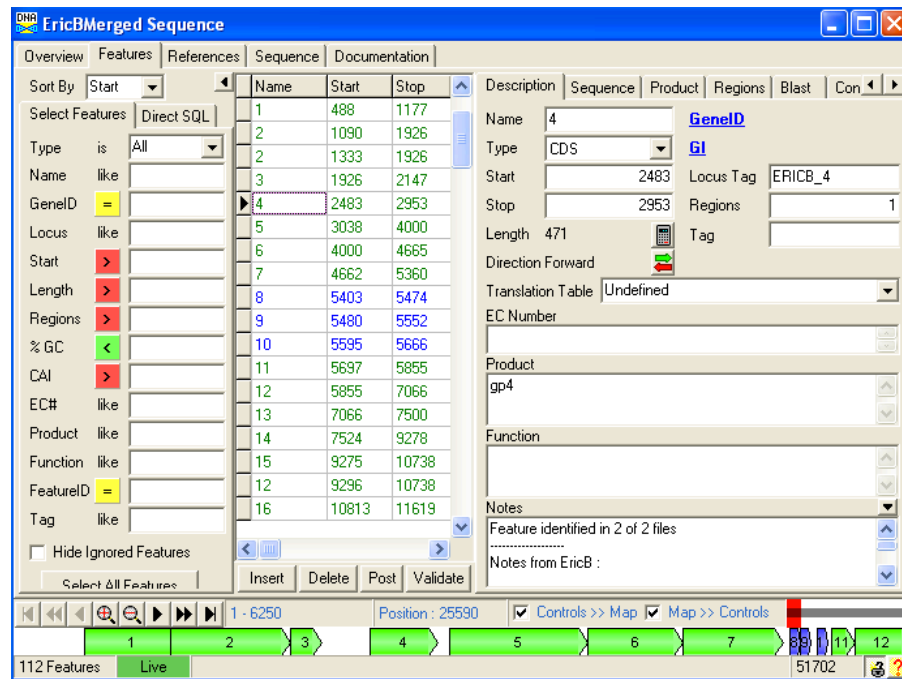 DNA EricBMerged Sequence
Overview Features References Sequence Documentation
Sort By Start
Select Features Direct SQL
Type is All
Name like
GeneID =
Locus like
Start >
Length >
Regions >
% GC <
CAI >
EC# like
Product like
Function like
FeatureID =
Tag like
Hide Ignored Features
Select All Features
Name Start Stop
1 488 1177
2 1090 1926
2 1333 1926
3 1926 2147
4 2483 2953
5 3038 4000
6 4000 4665
7 4662 5360
8 5403 5474
9 5480 5552
10 5595 5666
11 5697 5855
12 5855 7066
13 7066 7500
14 7524 9278
15 9275 10738
12 9296 10738
16 10813 11619
Insert Delete Post Validate
Description Sequence Product Regions Blast Con
Name 4 GeneID
Type CDS GI
Start 2483 Locus Tag ERICB_4
Stop 2953 Regions 1
Length 471 Tag
Direction Forward
Translation Table Undefined
EC Number
Product
gp4
Function
Notes
Feature identified in 2 of 2 files
-------------------
Notes from EricB :
1 - 6250 Position : 25590 Controls >> Map Map >> Controls
1 2 3 4 5 6 7 8 9 1 11 12
112 Features Live 51702 ?